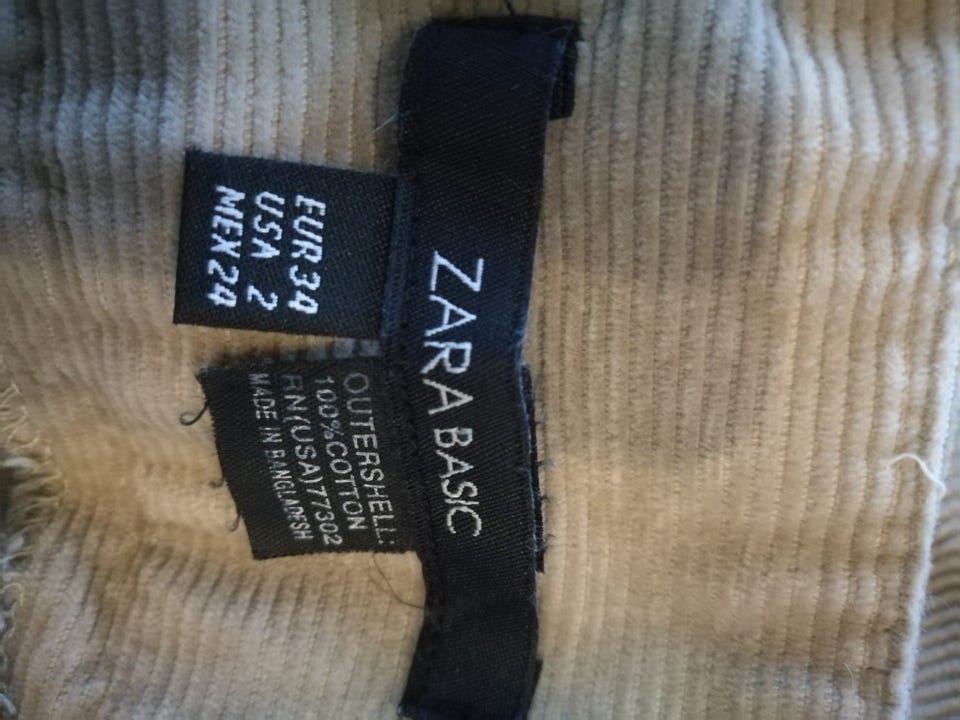 ZARA BASIC
EUR 34
USA 2
MEX 24
OUTERSHELL:
100%COTTON
RN(USA)77302
MADE IN BANGLADESH